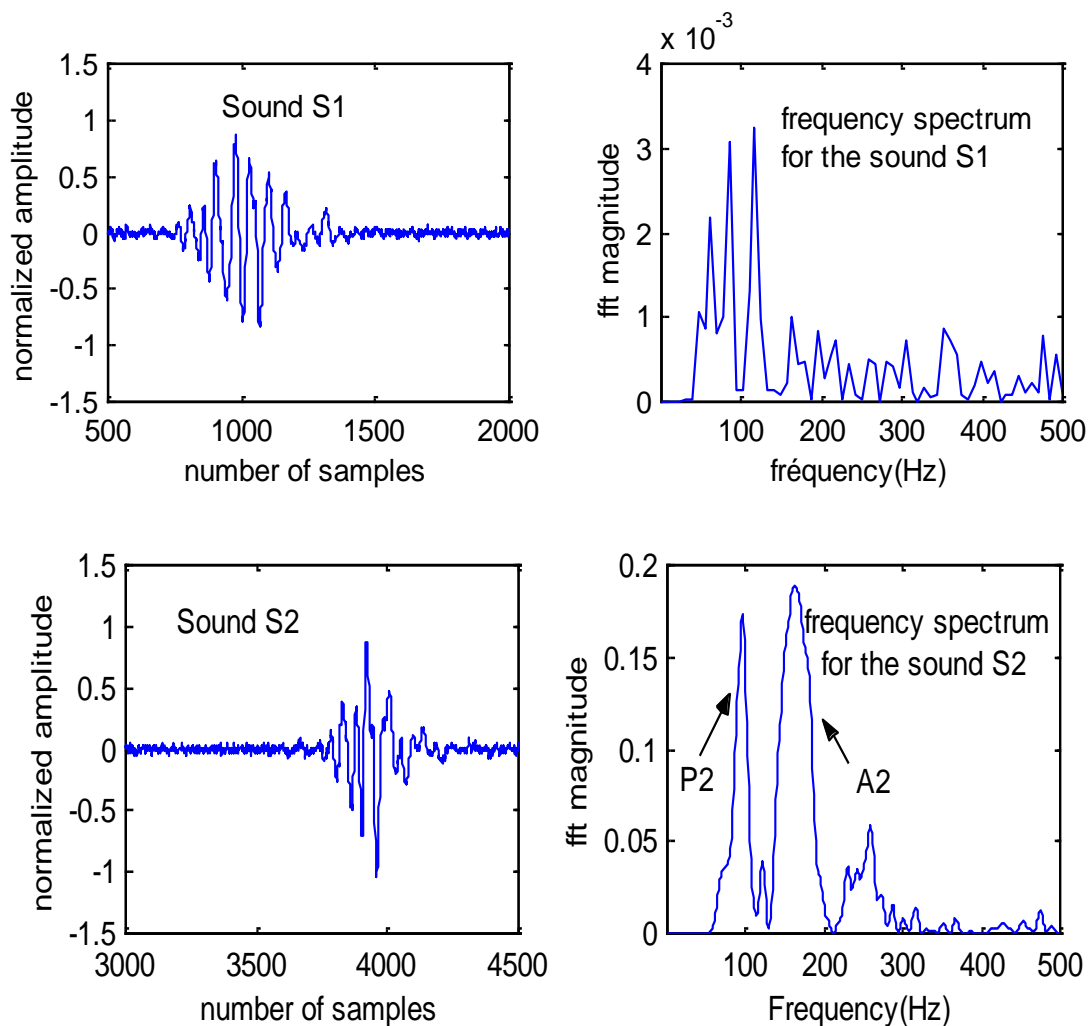 x 10⁻³
1.5
1
0.5
0
-0.5
-1
-1.5
Sound S1
normalized amplitude
500 1000 1500 2000
number of samples
4
3
2
1
0
frequency spectrum
for the sound S1
fft magnitude
100 200 300 400 500
fréquency(Hz)
1.5
1
0.5
0
-0.5
-1
-1.5
Sound S2
normalized amplitude
3000 3500 4000 4500
number of samples
0.2
0.15
0.1
0.05
0
frequency spectrum
for the sound S2
P2
A2
fft magnitude
100 200 300 400 500
Frequency(Hz)